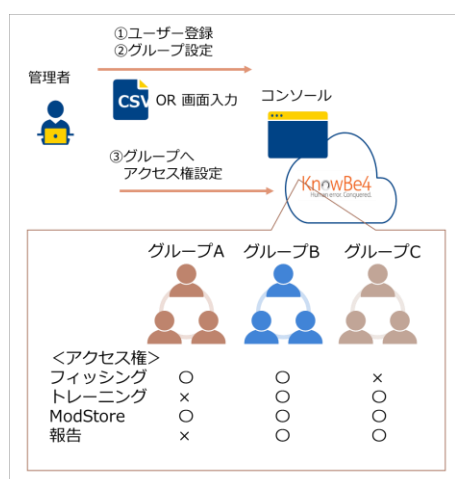 ①ユーザー登録
②グループ設定
管理者
CSV OR 画面入力
コンソール
③グループへ
アクセス権設定
KnowBe4
Human error. Conquered.
グループA グループB グループC
<アクセス権>
フィッシング ○ ○ ×
トレーニング × ○ ○
ModStore ○ ○ ○
報告 × ○ ○